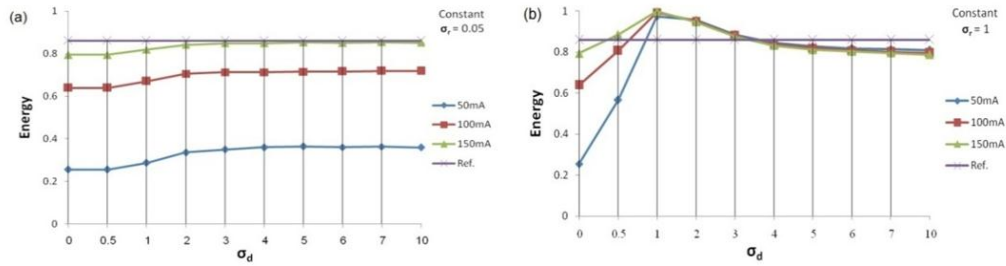 (a)
Constant
σr = 0.05
Energy
1
0.8
0.6
0.4
0.2
0
0 0.5 1 2 3 4 5 6 7 10
σd
50mA
100mA
150mA
Ref.
(b)
Constant
σr = 1
Energy
1
0.8
0.6
0.4
0.2
0
0 0.5 1 2 3 4 5 6 7 10
σd
50mA
100mA
150mA
Ref.